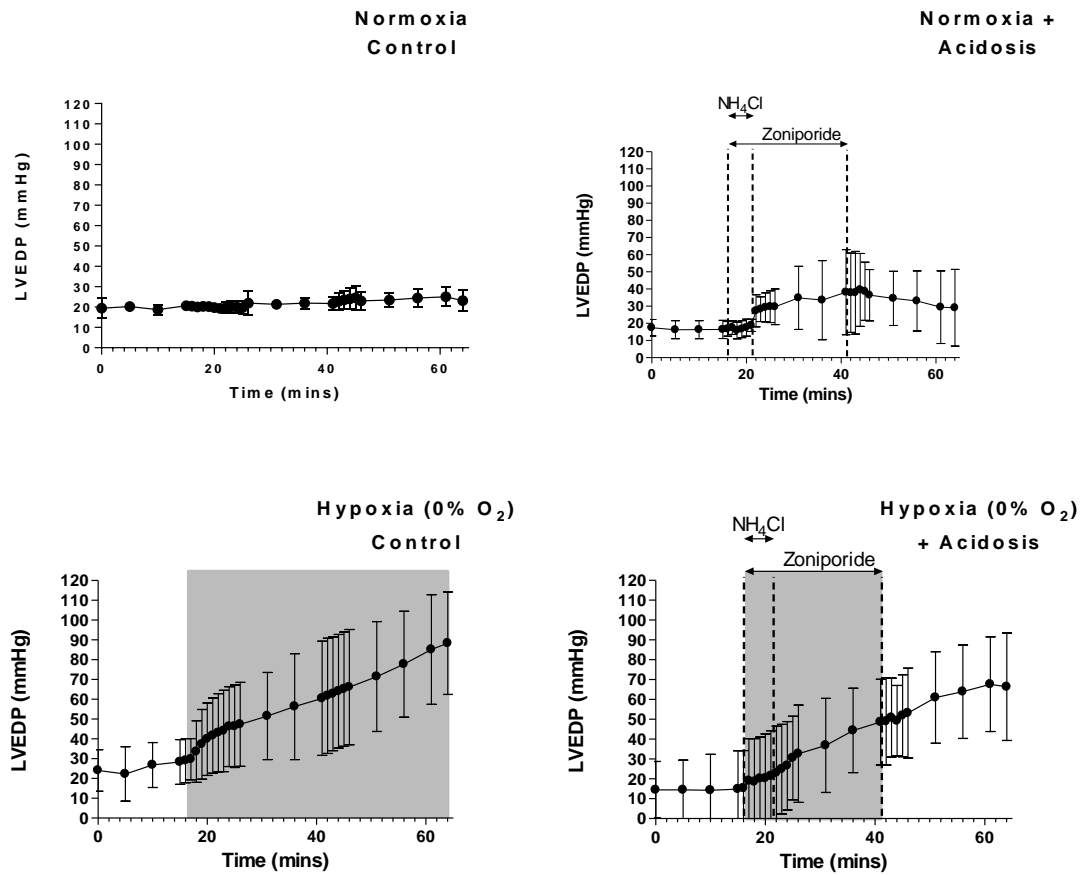 Normoxia
Control
120
110
100
90
80
70
60
50
40
30
20
10
0
LVEDP (mmHg)
0 20 40 60
Time (mins)
Normoxia +
Acidosis
NH4Cl
Zoniporide
120
110
100
90
80
70
60
50
40
30
20
10
0
LVEDP (mmHg)
0 20 40 60
Time (mins)
Hypoxia (0% O2)
Control
120
110
100
90
80
70
60
50
40
30
20
10
0
LVEDP (mmHg)
0 20 40 60
Time (mins)
Hypoxia (0% O2)
+ Acidosis
NH4Cl
Zoniporide
120
110
100
90
80
70
60
50
40
30
20
10
0
LVEDP (mmHg)
0 20 40 60
Time (mins)